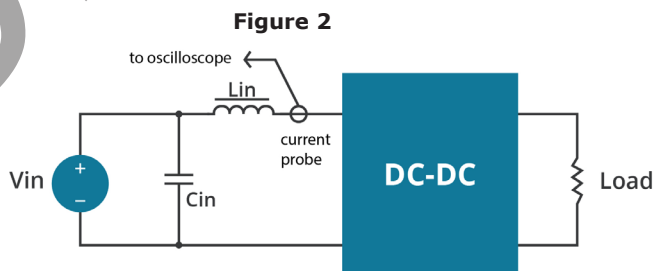 Figure 2
to oscilloscope
Lin
current
probe
Vin
+
−
Cin
DC-DC
Load